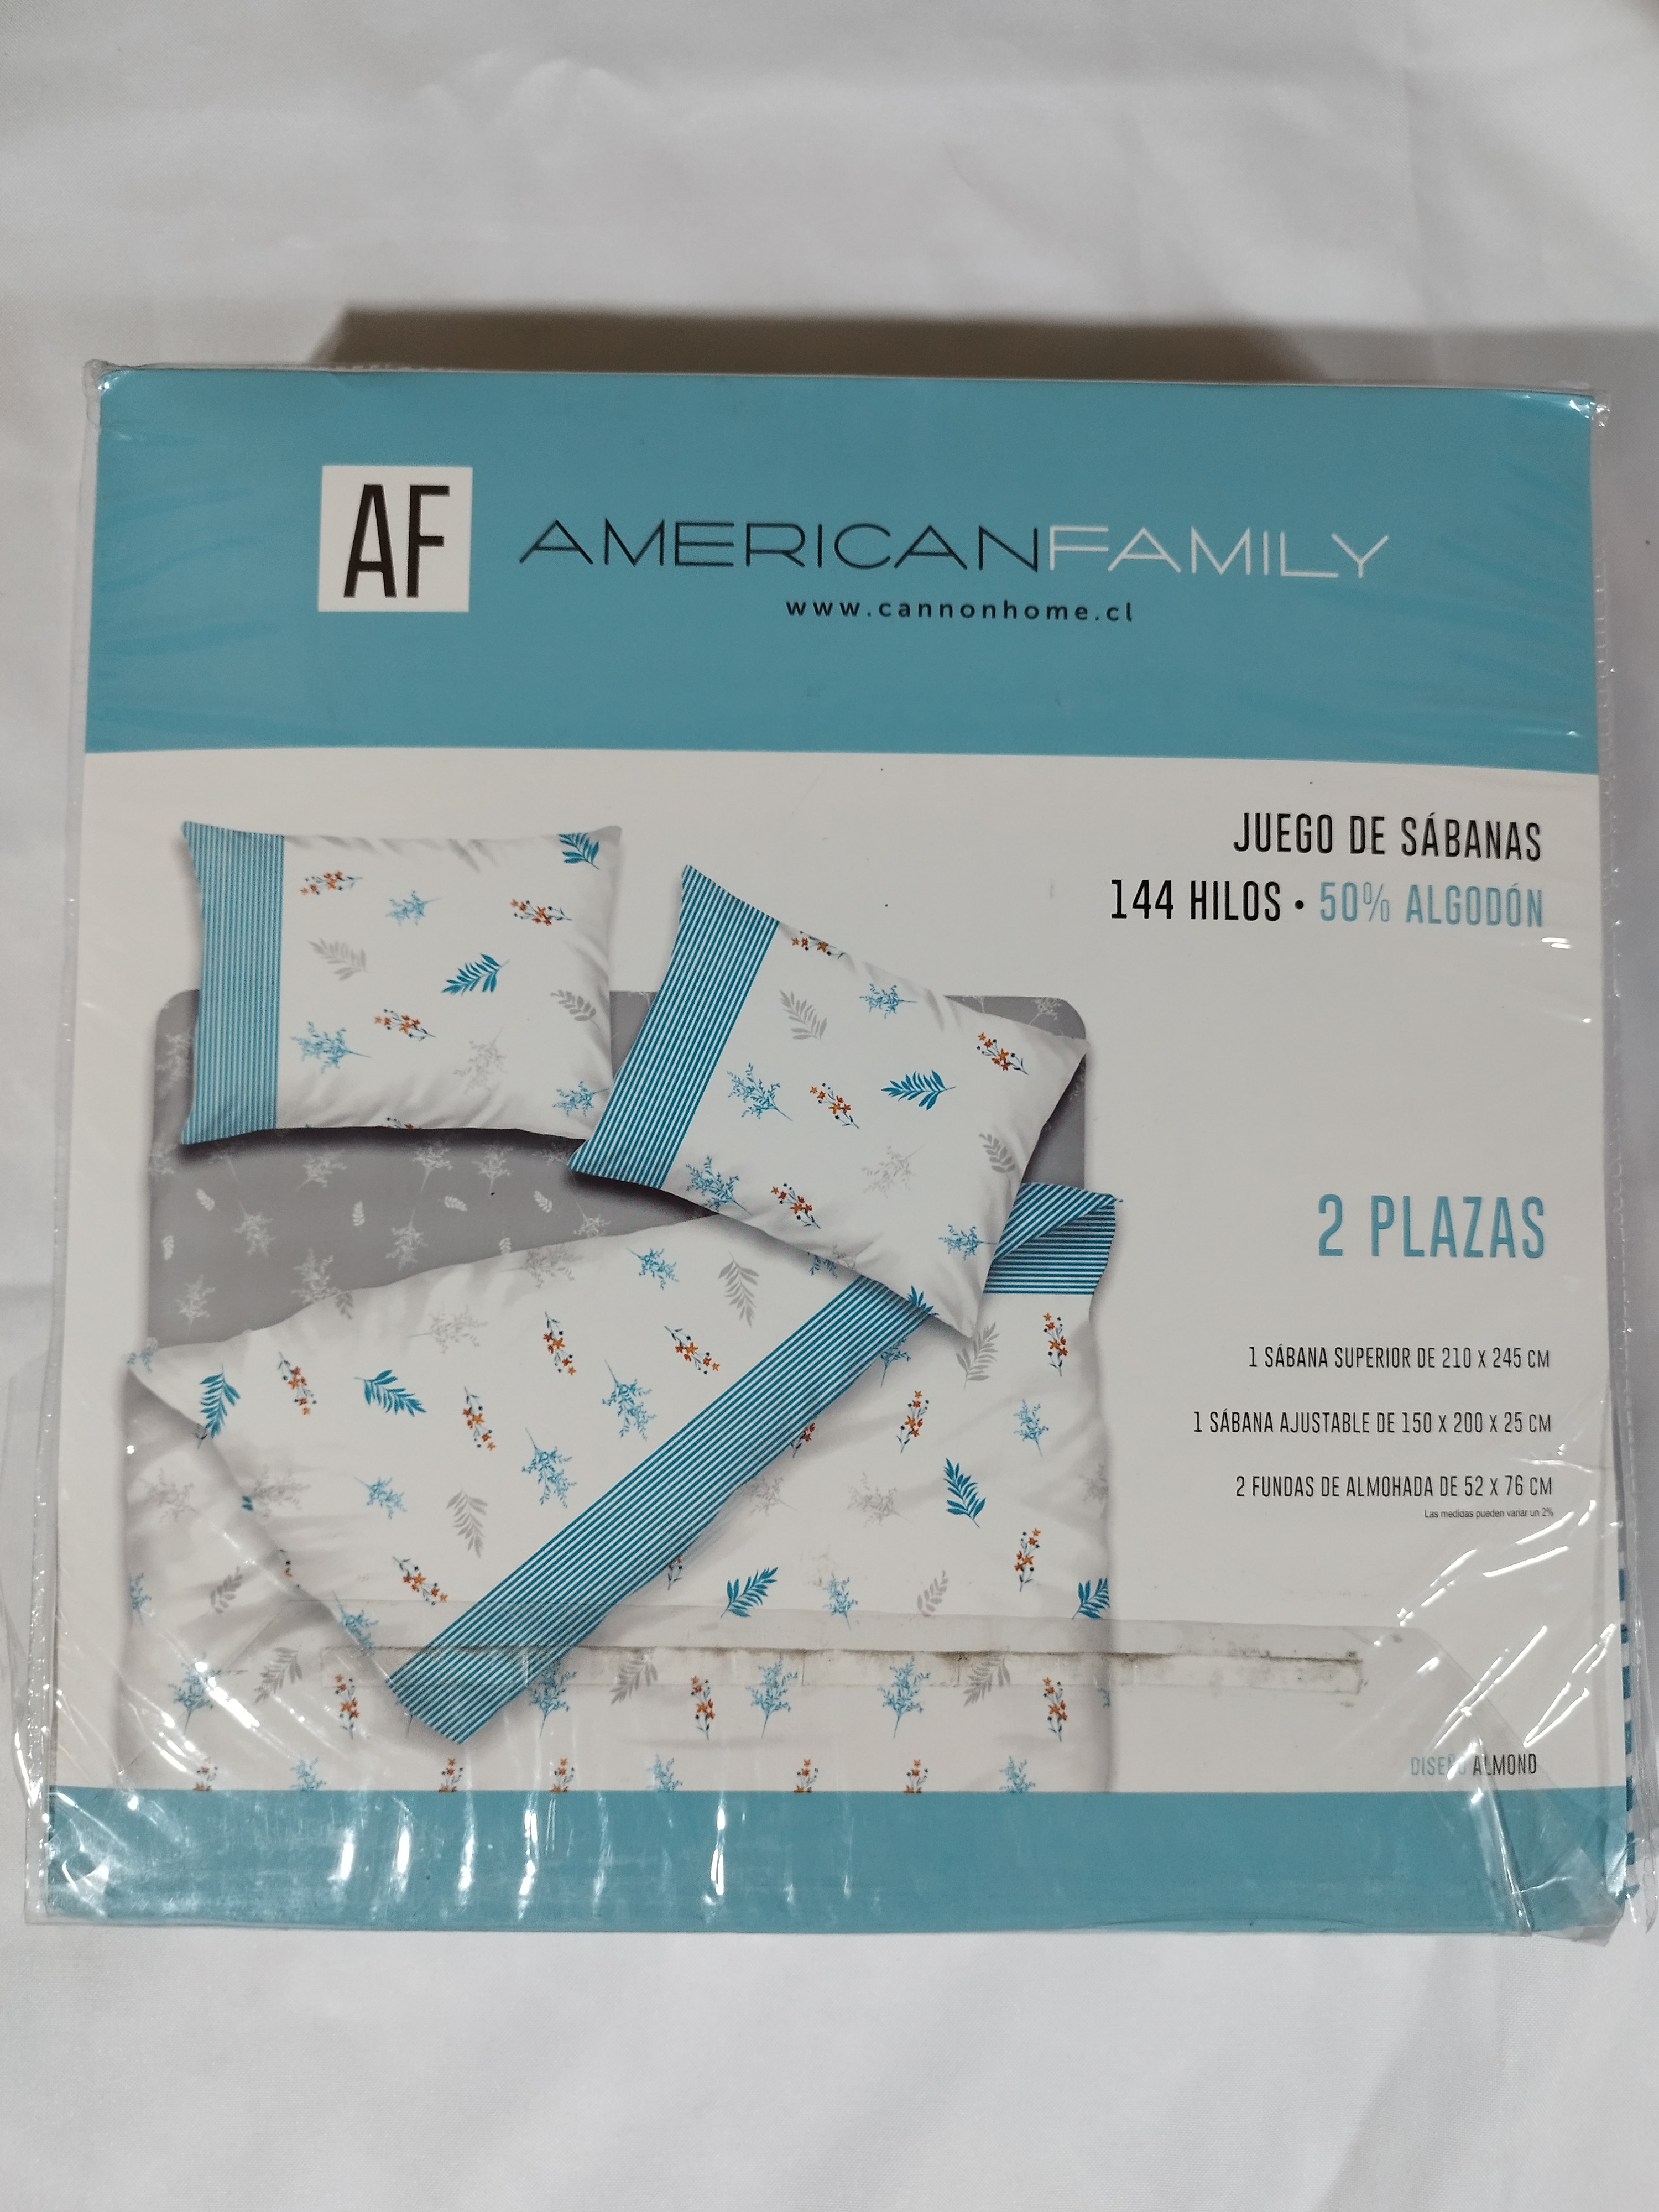 AF
AMERICANFAMILY
www.cannonhome.cl
JUEGO DE SÁBANAS
144 HILOS • 50% ALGODÓN
2 PLAZAS
1 SÁBANA SUPERIOR DE 210 X 245 CM
1 SÁBANA AJUSTABLE DE 150 X 200 X 25 CM
2 FUNDAS DE ALMOHADA DE 52 X 76 CM
Las medidas pueden variar un 2%
DISEÑO ALMOND